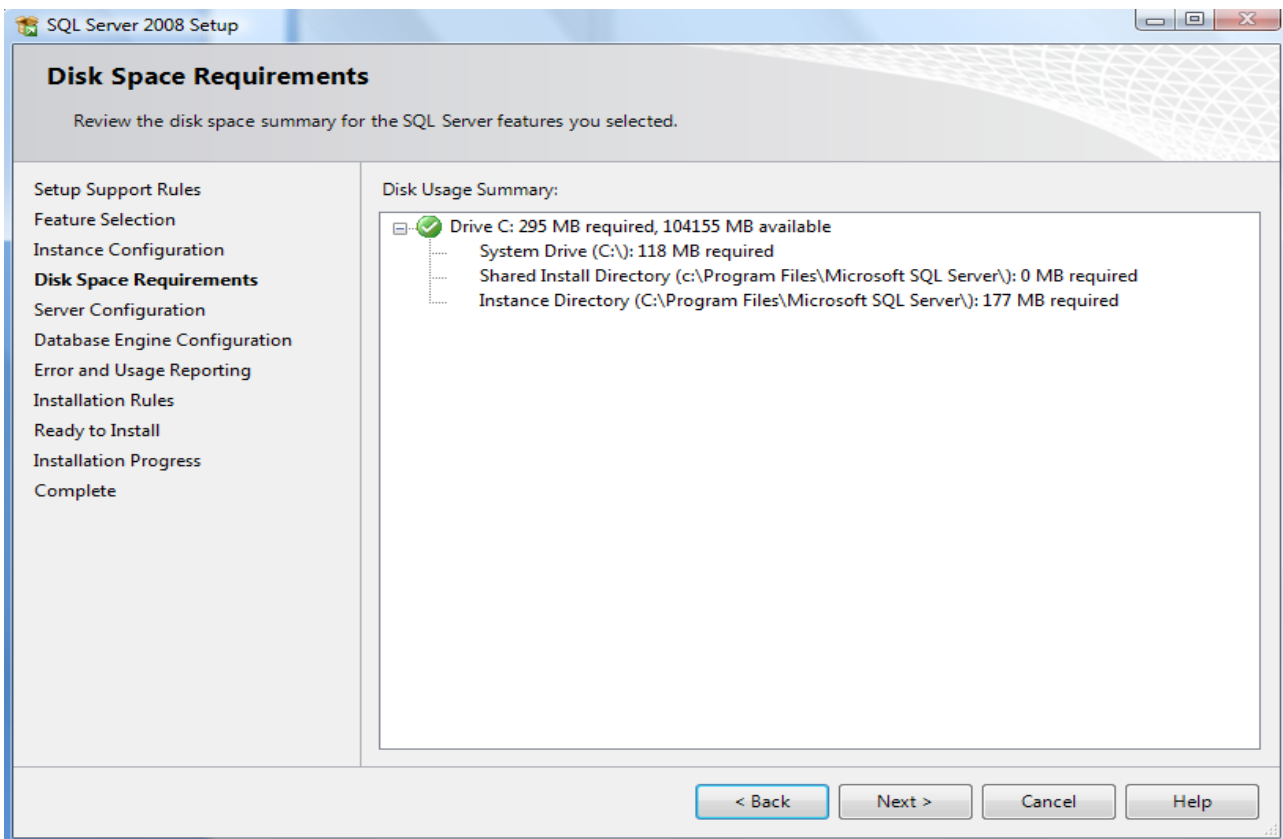 SQL Server 2008 Setup
Disk Space Requirements
Review the disk space summary for the SQL Server features you selected.
Setup Support Rules
Feature Selection
Instance Configuration
Disk Space Requirements
Server Configuration
Database Engine Configuration
Error and Usage Reporting
Installation Rules
Ready to Install
Installation Progress
Complete
Disk Usage Summary:
Drive C: 295 MB required, 104155 MB available
System Drive (C:\): 118 MB required
Shared Install Directory (c:\Program Files\Microsoft SQL Server\): 0 MB required
Instance Directory (C:\Program Files\Microsoft SQL Server\): 177 MB required
< Back
Next >
Cancel
Help